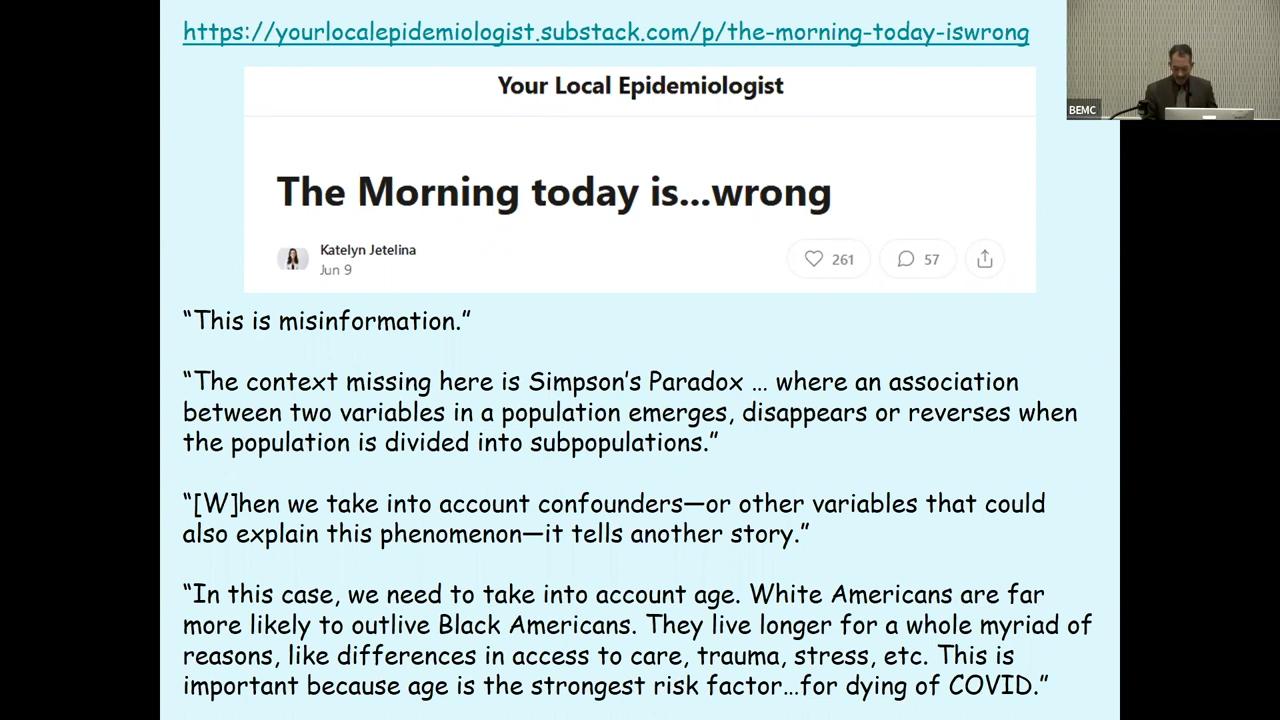 https://yourlocalepidemiologist.substack.com/p/the-morning-today-iswrong
BEMC
Your Local Epidemiologist
The Morning today is...wrong
Katelyn Jetelina
Jun 9
261
57
“This is misinformation.”
“The context missing here is Simpson’s Paradox … where an association
between two variables in a population emerges, disappears or reverses when
the population is divided into subpopulations.”
“[W]hen we take into account confounders—or other variables that could
also explain this phenomenon—it tells another story.”
“In this case, we need to take into account age. White Americans are far
more likely to outlive Black Americans. They live longer for a whole myriad of
reasons, like differences in access to care, trauma, stress, etc. This is
important because age is the strongest risk factor…for dying of COVID.”